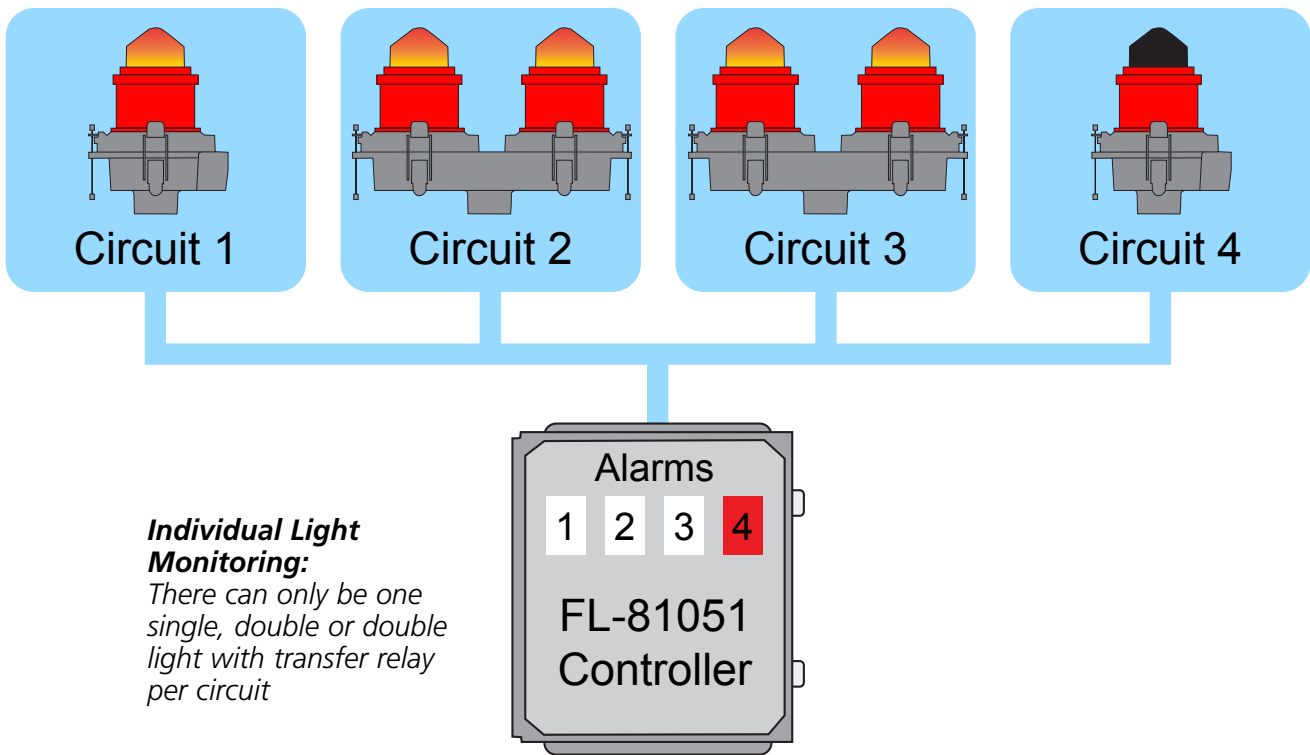 Circuit 1
Circuit 2
Circuit 3
Circuit 4
Alarms
1 2 3 4
FL-81051
Controller
Individual Light
Monitoring:
There can only be one
single, double or double
light with transfer relay
per circuit